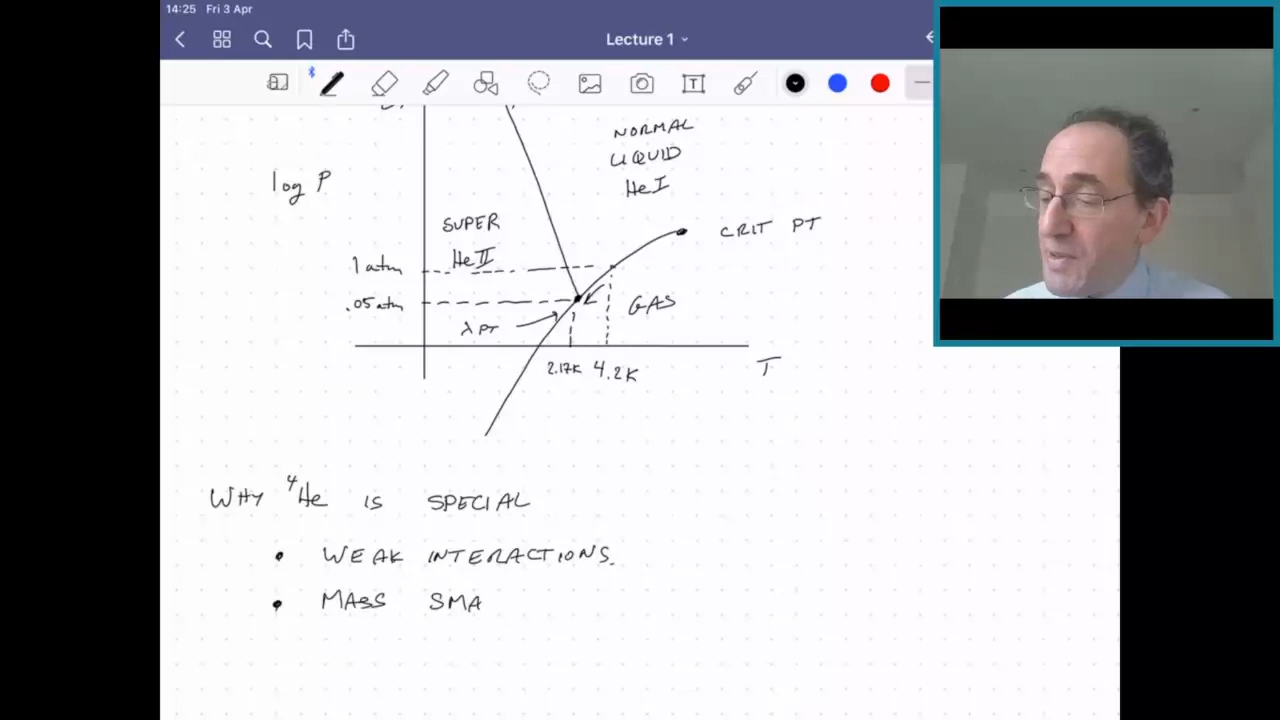 14:25 Fri 3 Apr
Lecture 1
T
NORMAL
LIQUID
He I
log P
SUPER
He II
CRIT PT
1 atm
.05 atm
GAS
λ PT
2.17K 4.2K
T
WHY ⁴He IS SPECIAL
• WEAK INTERACTIONS.
• MASS SMA